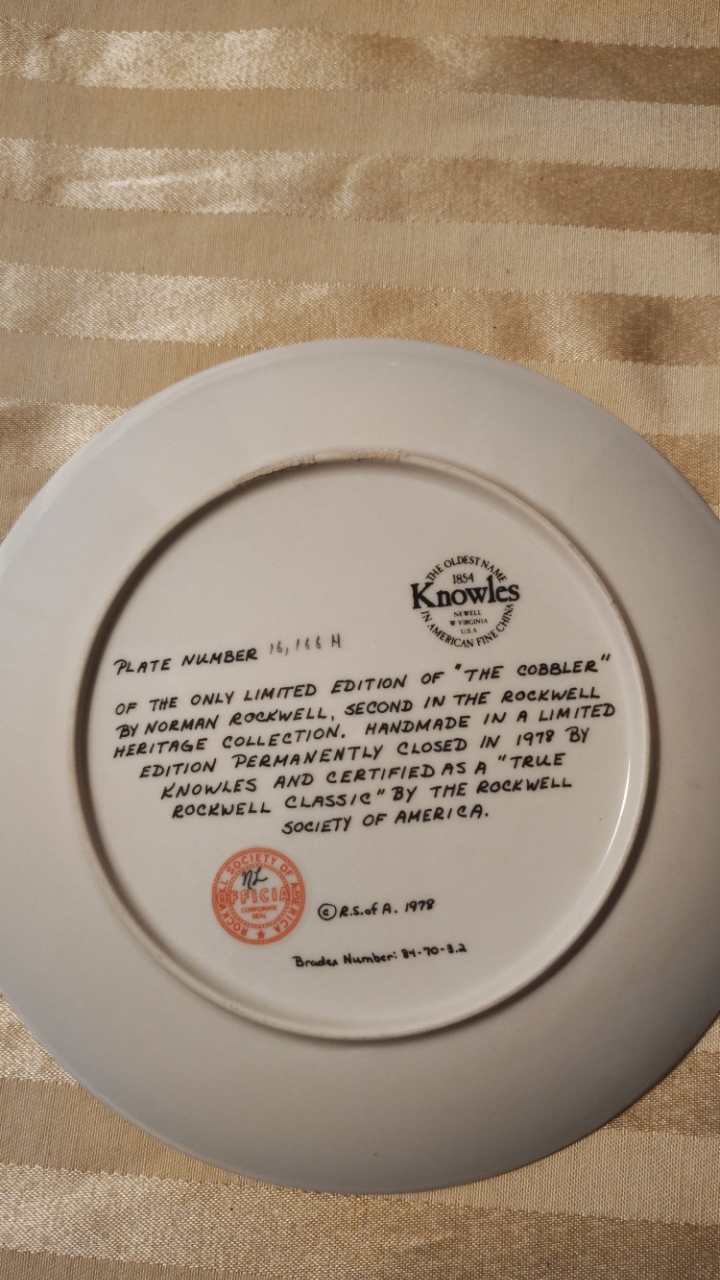 THE OLDEST NAME
1854
Knowles
NEWELL
W VIRGINIA
U.S.A
IN AMERICAN FINE CHINA
PLATE NUMBER
OF THE ONLY LIMITED EDITION OF "THE COBBLER"
BY NORMAN ROCKWELL, SECOND IN THE ROCKWELL
HERITAGE COLLECTION. HANDMADE IN A LIMITED
EDITION PERMANENTLY CLOSED IN 1978 BY
KNOWLES AND CERTIFIED AS A "TRUE
ROCKWELL CLASSIC" BY THE ROCKWELL
SOCIETY OF AMERICA.
ROCKWELL SOCIETY OF AMERICA
NL
OFFICIAL
CORPORATE
SEAL
© R.S.of A. 1978
Bradex Number: 84-70-3.2